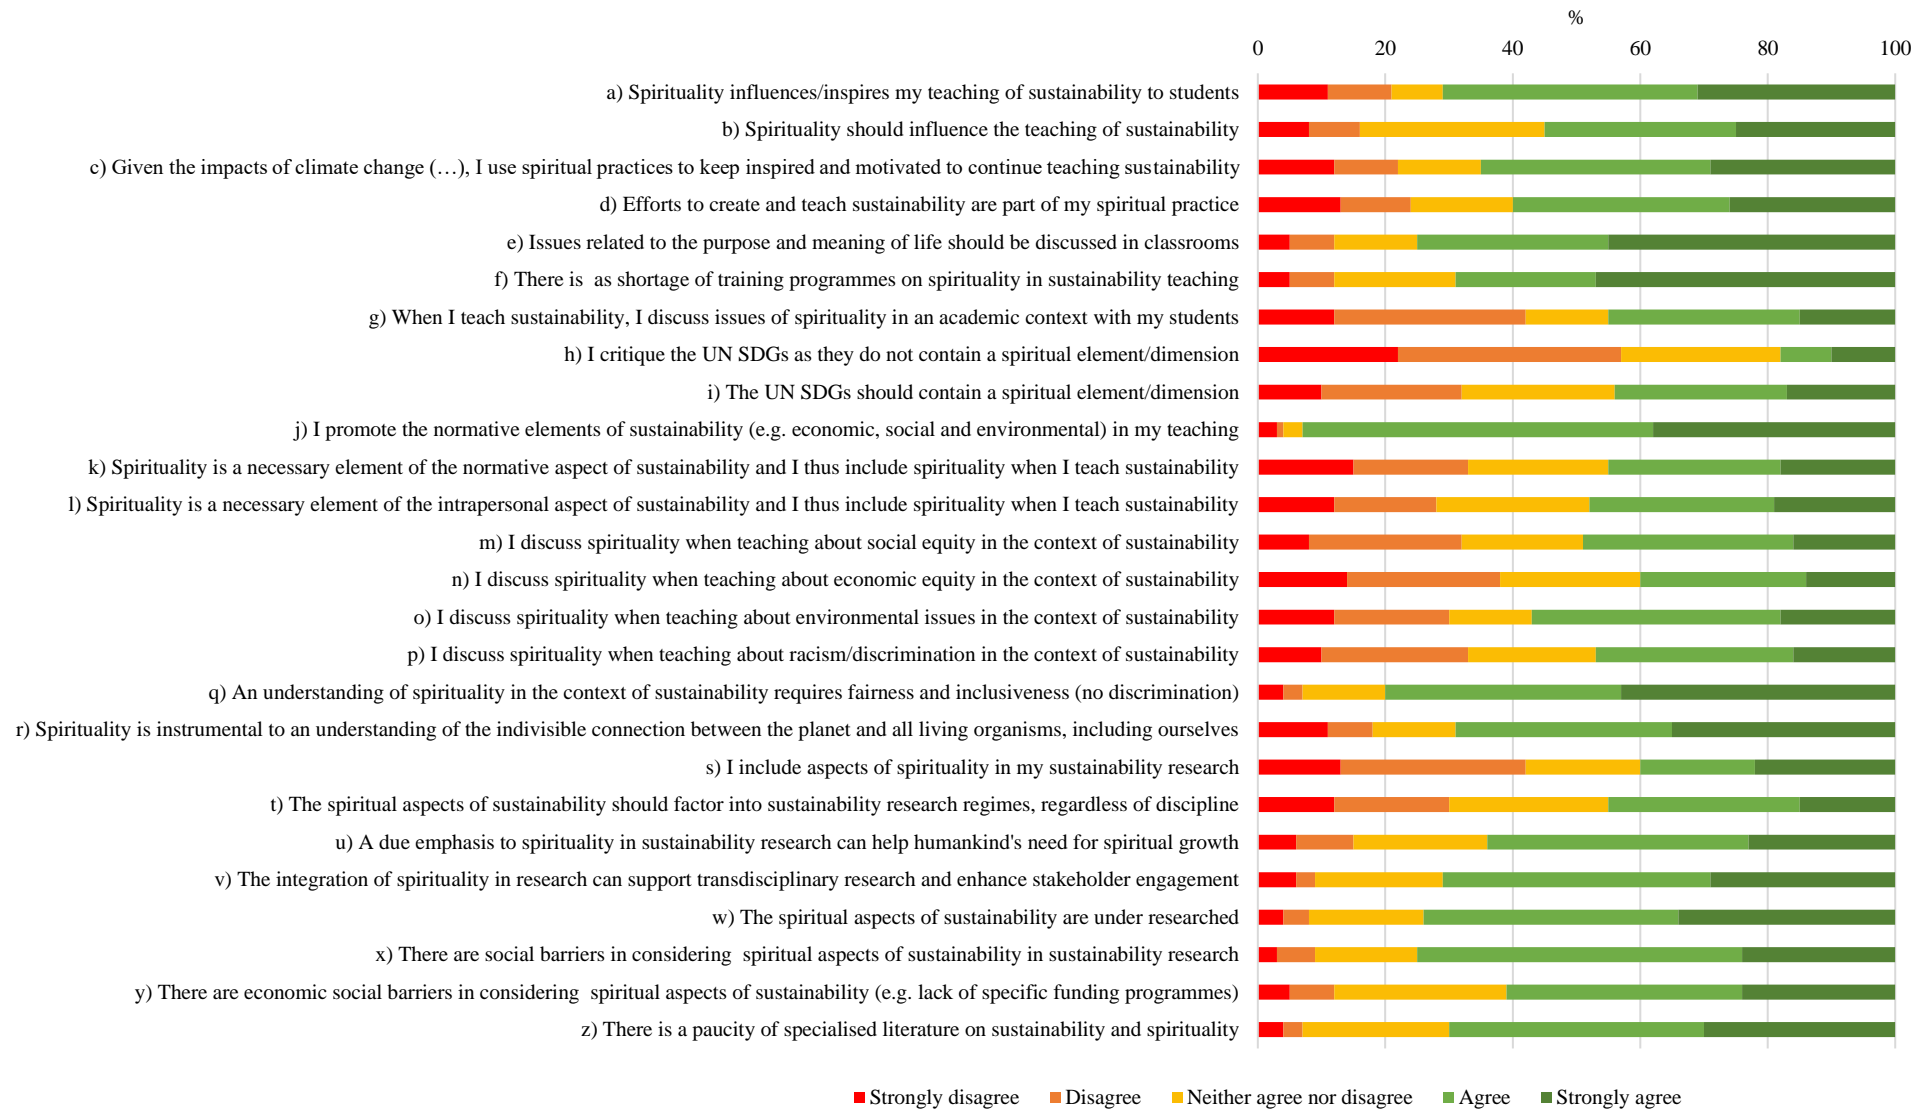 %
0 20 40 60 80 100
a) Spirituality influences/inspires my teaching of sustainability to students
b) Spirituality should influence the teaching of sustainability
c) Given the impacts of climate change (…), I use spiritual practices to keep inspired and motivated to continue teaching sustainability
d) Efforts to create and teach sustainability are part of my spiritual practice
e) Issues related to the purpose and meaning of life should be discussed in classrooms
f) There is  as shortage of training programmes on spirituality in sustainability teaching
g) When I teach sustainability, I discuss issues of spirituality in an academic context with my students
h) I critique the UN SDGs as they do not contain a spiritual element/dimension
i) The UN SDGs should contain a spiritual element/dimension
j) I promote the normative elements of sustainability (e.g. economic, social and environmental) in my teaching
k) Spirituality is a necessary element of the normative aspect of sustainability and I thus include spirituality when I teach sustainability
l) Spirituality is a necessary element of the intrapersonal aspect of sustainability and I thus include spirituality when I teach sustainability
m) I discuss spirituality when teaching about social equity in the context of sustainability
n) I discuss spirituality when teaching about economic equity in the context of sustainability
o) I discuss spirituality when teaching about environmental issues in the context of sustainability
p) I discuss spirituality when teaching about racism/discrimination in the context of sustainability
q) An understanding of spirituality in the context of sustainability requires fairness and inclusiveness (no discrimination)
r) Spirituality is instrumental to an understanding of the indivisible connection between the planet and all living organisms, including ourselves
s) I include aspects of spirituality in my sustainability research
t) The spiritual aspects of sustainability should factor into sustainability research regimes, regardless of discipline
u) A due emphasis to spirituality in sustainability research can help humankind's need for spiritual growth
v) The integration of spirituality in research can support transdisciplinary research and enhance stakeholder engagement
w) The spiritual aspects of sustainability are under researched
x) There are social barriers in considering  spiritual aspects of sustainability in sustainability research
y) There are economic social barriers in considering  spiritual aspects of sustainability (e.g. lack of specific funding programmes)
z) There is a paucity of specialised literature on sustainability and spirituality
Strongly disagree Disagree Neither agree nor disagree Agree Strongly agree